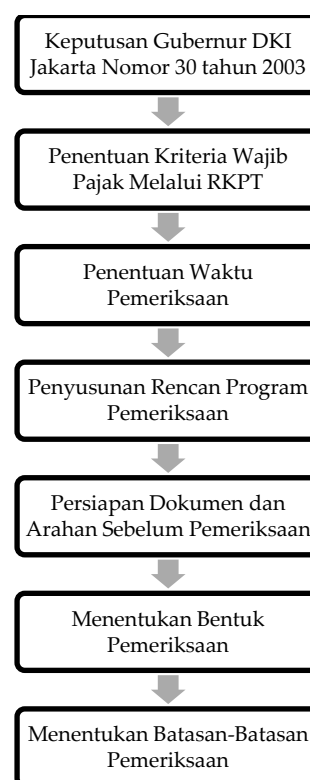 Keputusan Gubernur DKI
Jakarta Nomor 30 tahun 2003
Penentuan Kriteria Wajib
Pajak Melalui RKPT
Penentuan Waktu
Pemeriksaan
Penyusunan Rencan Program
Pemeriksaan
Persiapan Dokumen dan
Arahan Sebelum Pemeriksaan
Menentukan Bentuk
Pemeriksaan
Menentukan Batasan-Batasan
Pemeriksaan